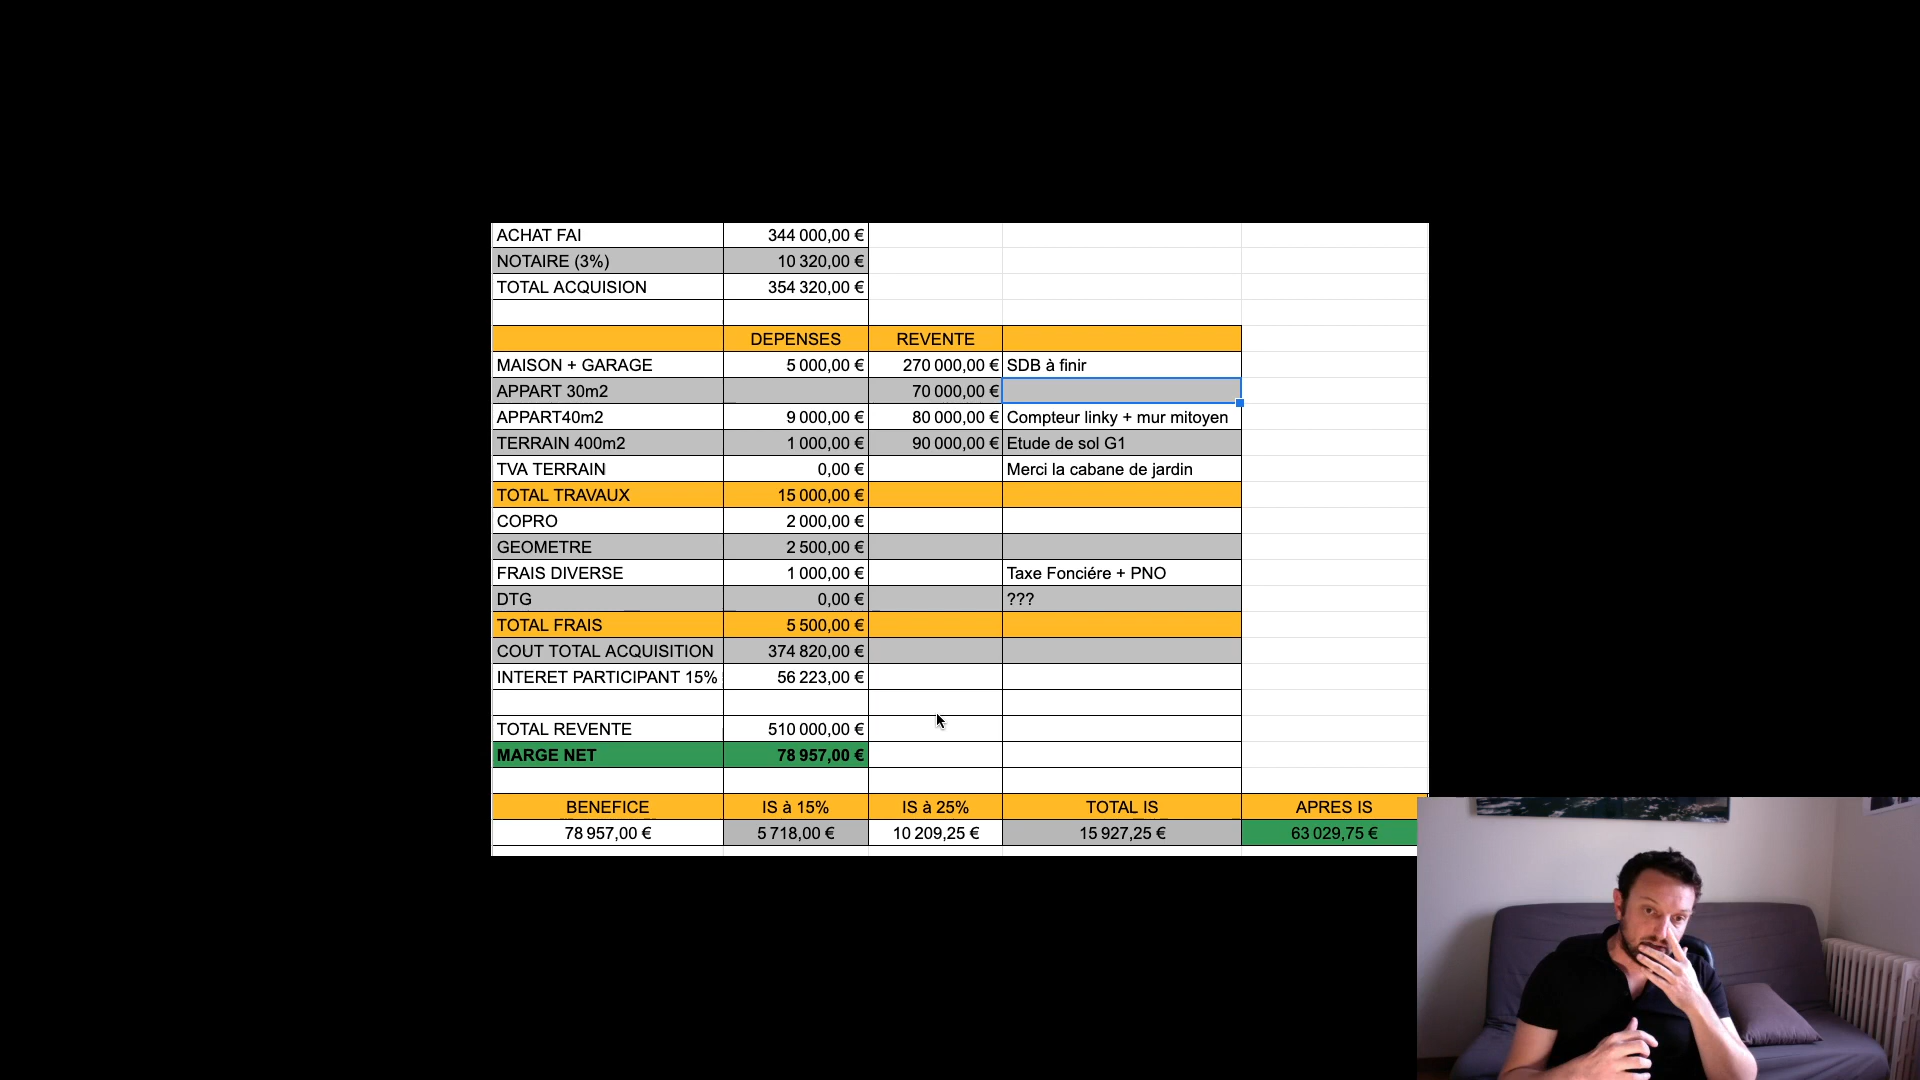 ACHAT FAI 344 000,00 €
NOTAIRE (3%) 10 320,00 €
TOTAL ACQUISION 354 320,00 €
DEPENSES REVENTE
MAISON + GARAGE 5 000,00 € 270 000,00 € SDB à finir
APPART 30m2 70 000,00 €
APPART40m2 9 000,00 € 80 000,00 € Compteur linky + mur mitoyen
TERRAIN 400m2 1 000,00 € 90 000,00 € Etude de sol G1
TVA TERRAIN 0,00 € Merci la cabane de jardin
TOTAL TRAVAUX 15 000,00 €
COPRO 2 000,00 €
GEOMETRE 2 500,00 €
FRAIS DIVERSE 1 000,00 € Taxe Fonciére + PNO
DTG 0,00 € ???
TOTAL FRAIS 5 500,00 €
COUT TOTAL ACQUISITION 374 820,00 €
INTERET PARTICIPANT 15% 56 223,00 €
TOTAL REVENTE 510 000,00 €
MARGE NET 78 957,00 €
BENEFICE IS à 15% IS à 25% TOTAL IS APRES IS
78 957,00 € 5 718,00 € 10 209,25 € 15 927,25 € 63 029,75 €